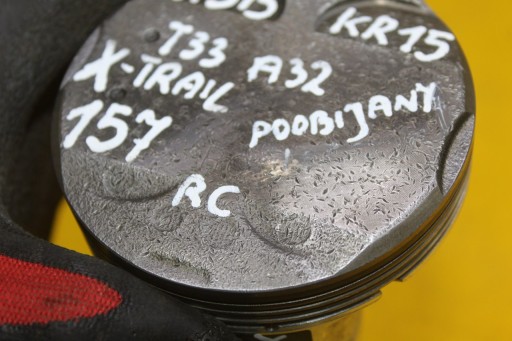 KR15
T33 A32
X-TRAIL
157 POOBIJANY
RC